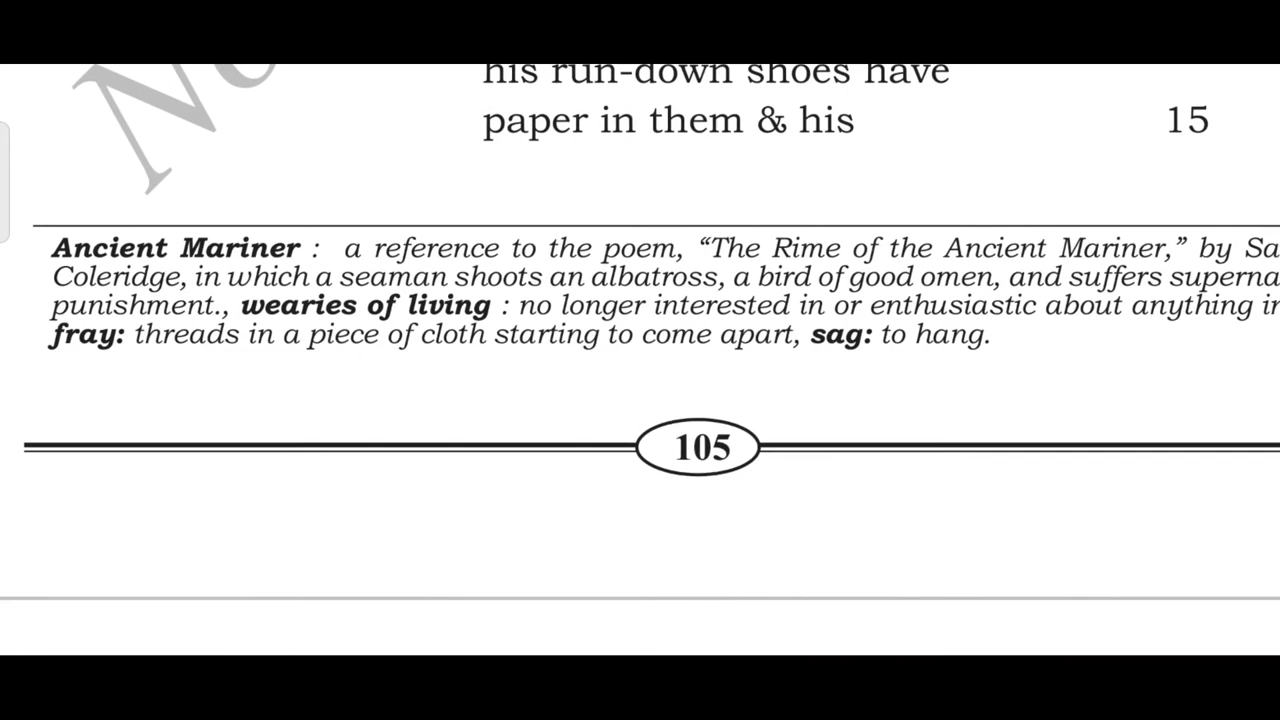 his run-down shoes have
paper in them & his 15
Ancient Mariner : a reference to the poem, “The Rime of the Ancient Mariner,” by Sa
Coleridge, in which a seaman shoots an albatross, a bird of good omen, and suffers superna
punishment., wearies of living : no longer interested in or enthusiastic about anything in
fray: threads in a piece of cloth starting to come apart, sag: to hang.
105